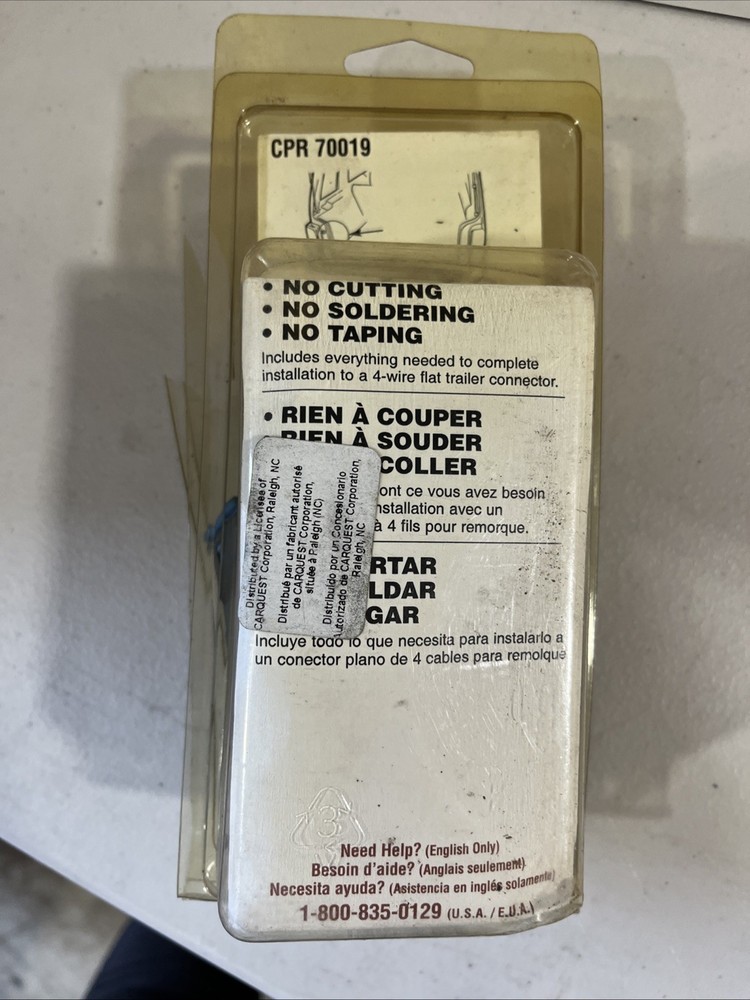 CPR 70019
• NO CUTTING
• NO SOLDERING
• NO TAPING
Includes everything needed to complete
installation to a 4-wire flat trailer connector.
• RIEN À COUPER
RIEN À SOUDER
COLLER
ont ce vous avez besoin
nstallation avec un
à 4 fils pour remorque.
RTAR
LDAR
GAR
Incluye todo lo que necesita para instalarlo a
un conector plano de 4 cables para remolque
Distributed by a Licensee of
CARQUEST Corporation, Raleigh, NC
Distribué par un fabricant autorisé
de CARQUEST Corporation,
située à Raleigh (NC)
Distribuido por un Concesionario
Autorizado de CARQUEST Corporation,
Raleigh, NC
3
Need Help? (English Only)
Besoin d'aide? (Anglais seulement)
Necesita ayuda? (Asistencia en inglés solamente)
1-800-835-0129 (U.S.A. / E.U.A.)